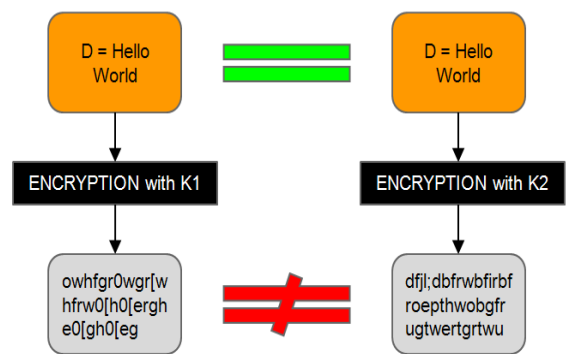 D = Hello
World
D = Hello
World
ENCRYPTION with K1
ENCRYPTION with K2
owhfgr0wgr[w
hfrw0[h0[ergh
e0[gh0[eg
dfjl;dbfrwbfirbf
roepthwobgfr
ugtwertgrtwu